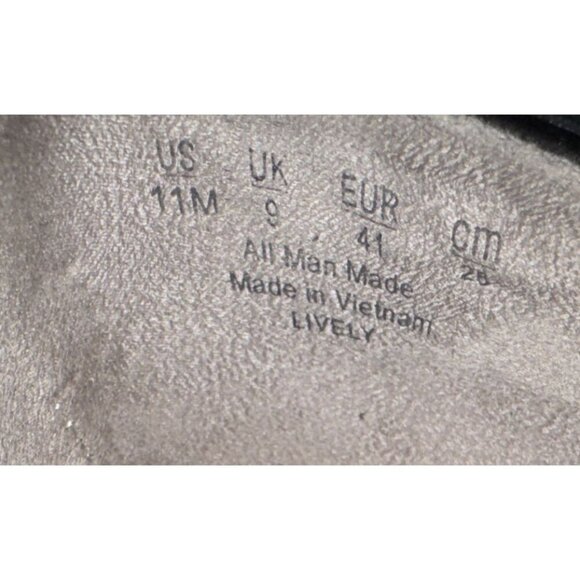 US UK EUR cm
11M 9 41 28
All Man Made
Made in Vietnam
LIVELY